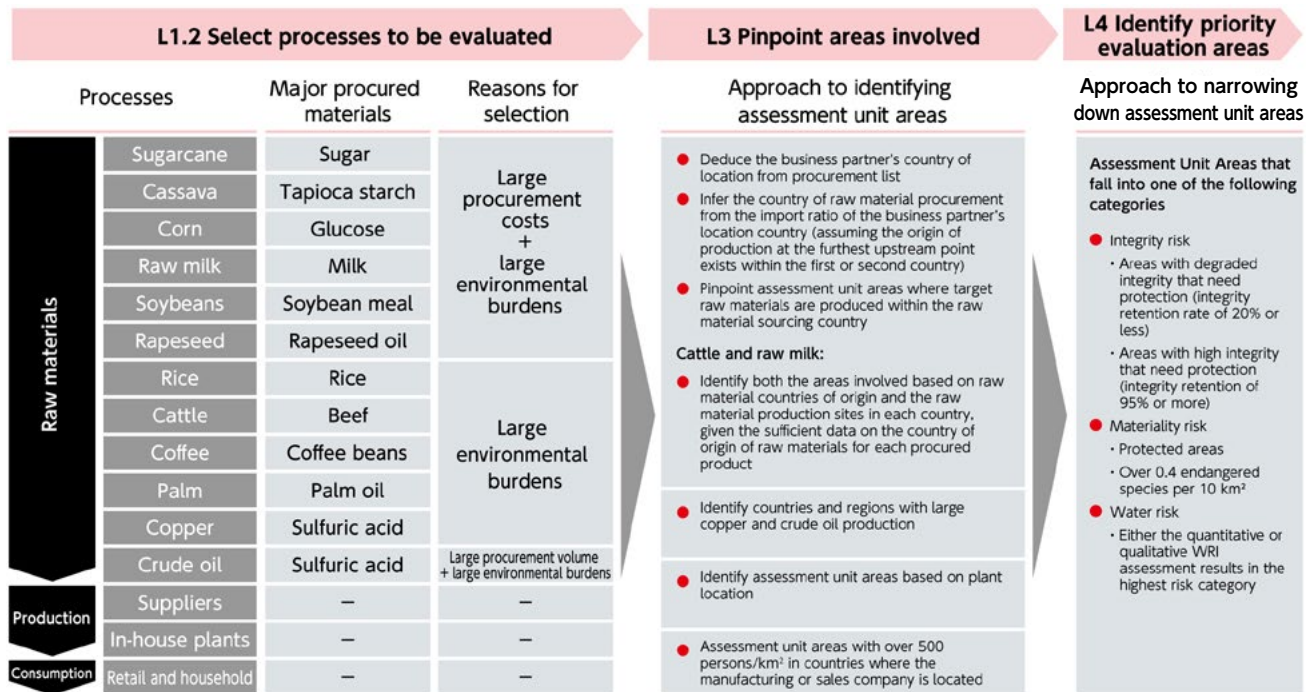 L1.2 Select processes to be evaluated
L3 Pinpoint areas involved
L4 Identify priority
evaluation areas
Processes
Major procured
materials
Reasons for
selection
Approach to identifying
assessment unit areas
Approach to narrowing
down assessment unit areas
Raw materials
Sugarcane
Sugar
Cassava
Tapioca starch
Corn
Glucose
Raw milk
Milk
Soybeans
Soybean meal
Rapeseed
Rapeseed oil
Large
procurement
costs
+
large
environmental
burdens
Rice
Rice
Cattle
Beef
Coffee
Coffee beans
Palm
Palm oil
Copper
Sulfuric acid
Large
environmental
burdens
Crude oil
Sulfuric acid
Large procurement volume
+ large environmental burdens
Production
Suppliers
–
–
In-house plants
–
–
Consumption
Retail and household
–
–
● Deduce the business partner's country of
location from procurement list
● Infer the country of raw material procurement
from the import ratio of the business partner's
location country (assuming the origin of
production at the furthest upstream point
exists within the first or second country)
● Pinpoint assessment unit areas where target
raw materials are produced within the raw
material sourcing country
Cattle and raw milk:
● Identify both the areas involved based on raw
material countries of origin and the raw
material production sites in each country,
given the sufficient data on the country of
origin of raw materials for each procured
product
● Identify countries and regions with large
copper and crude oil production
● Identify assessment unit areas based on plant
location
● Assessment unit areas with over 500
persons/km² in countries where the
manufacturing or sales company is located
Assessment Unit Areas that
fall into one of the following
categories
● Integrity risk
・Areas with degraded
integrity that need
protection (integrity
retention rate of 20% or
less)
・Areas with high integrity
that need protection
(integrity retention of
95% or more)
● Materiality risk
・Protected areas
・Over 0.4 endangered
species per 10 km²
● Water risk
・Either the quantitative or
qualitative WRI
assessment results in the
highest risk category